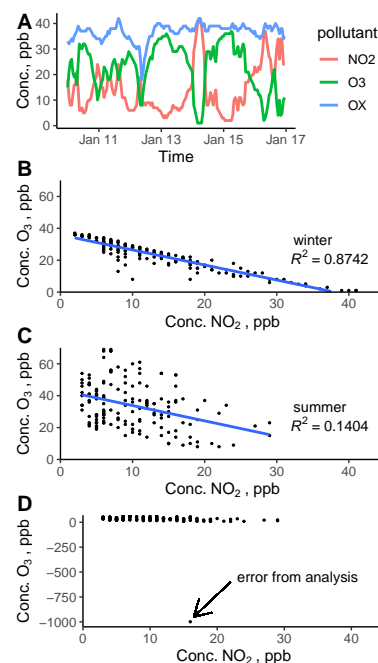 A
Conc., ppb
40
30
20
10
0
Jan 11
Jan 13
Jan 15
Jan 17
Time
pollutant
NO2
O3
OX
B
Conc. O₃ , ppb
60
40
20
0
0
10
20
30
40
Conc. NO₂ , ppb
winter
R² = 0.8742
C
Conc. O₃ , ppb
60
40
20
0
0
10
20
30
40
Conc. NO₂ , ppb
summer
R² = 0.1404
D
Conc. O₃ , ppb
0
−250
−500
−750
−1000
0
10
20
30
40
Conc. NO₂ , ppb
error from analysis